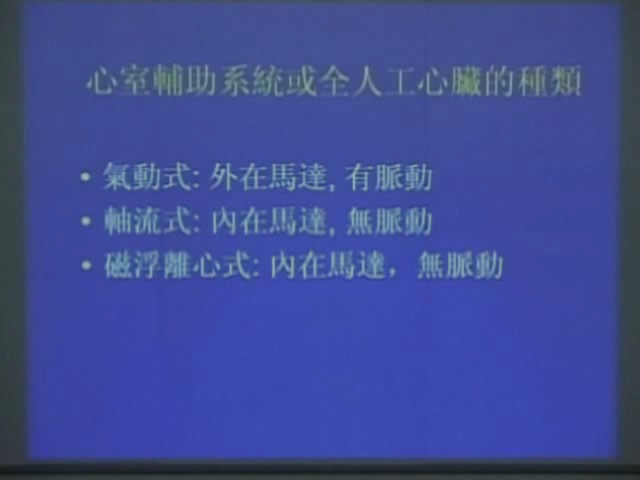 心室輔助系統或全人工心臟的種類
• 氣動式: 外在馬達, 有脈動
• 軸流式: 內在馬達, 無脈動
• 磁浮離心式: 內在馬達，無脈動